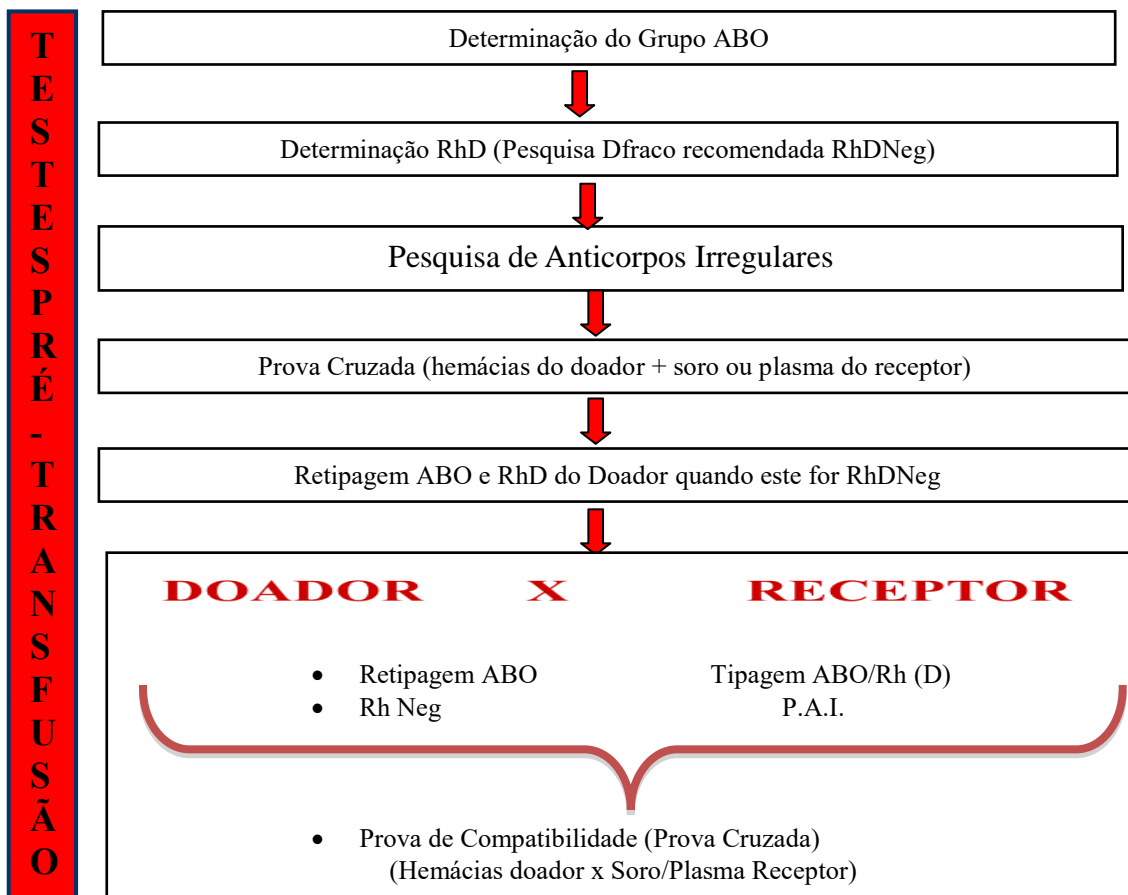 TESTES PRÉ-TRANSFUSÃO
Determinação do Grupo ABO
Determinação RhD (Pesquisa Dfraco recomendada RhDNeg)
Pesquisa de Anticorpos Irregulares
Prova Cruzada (hemácias do doador + soro ou plasma do receptor)
Retipagem ABO e RhD do Doador quando este for RhDNeg
DOADOR X RECEPTOR
• Retipagem ABO Tipagem ABO/Rh (D)
• Rh Neg P.A.I.
• Prova de Compatibilidade (Prova Cruzada)
(Hemácias doador x Soro/Plasma Receptor)